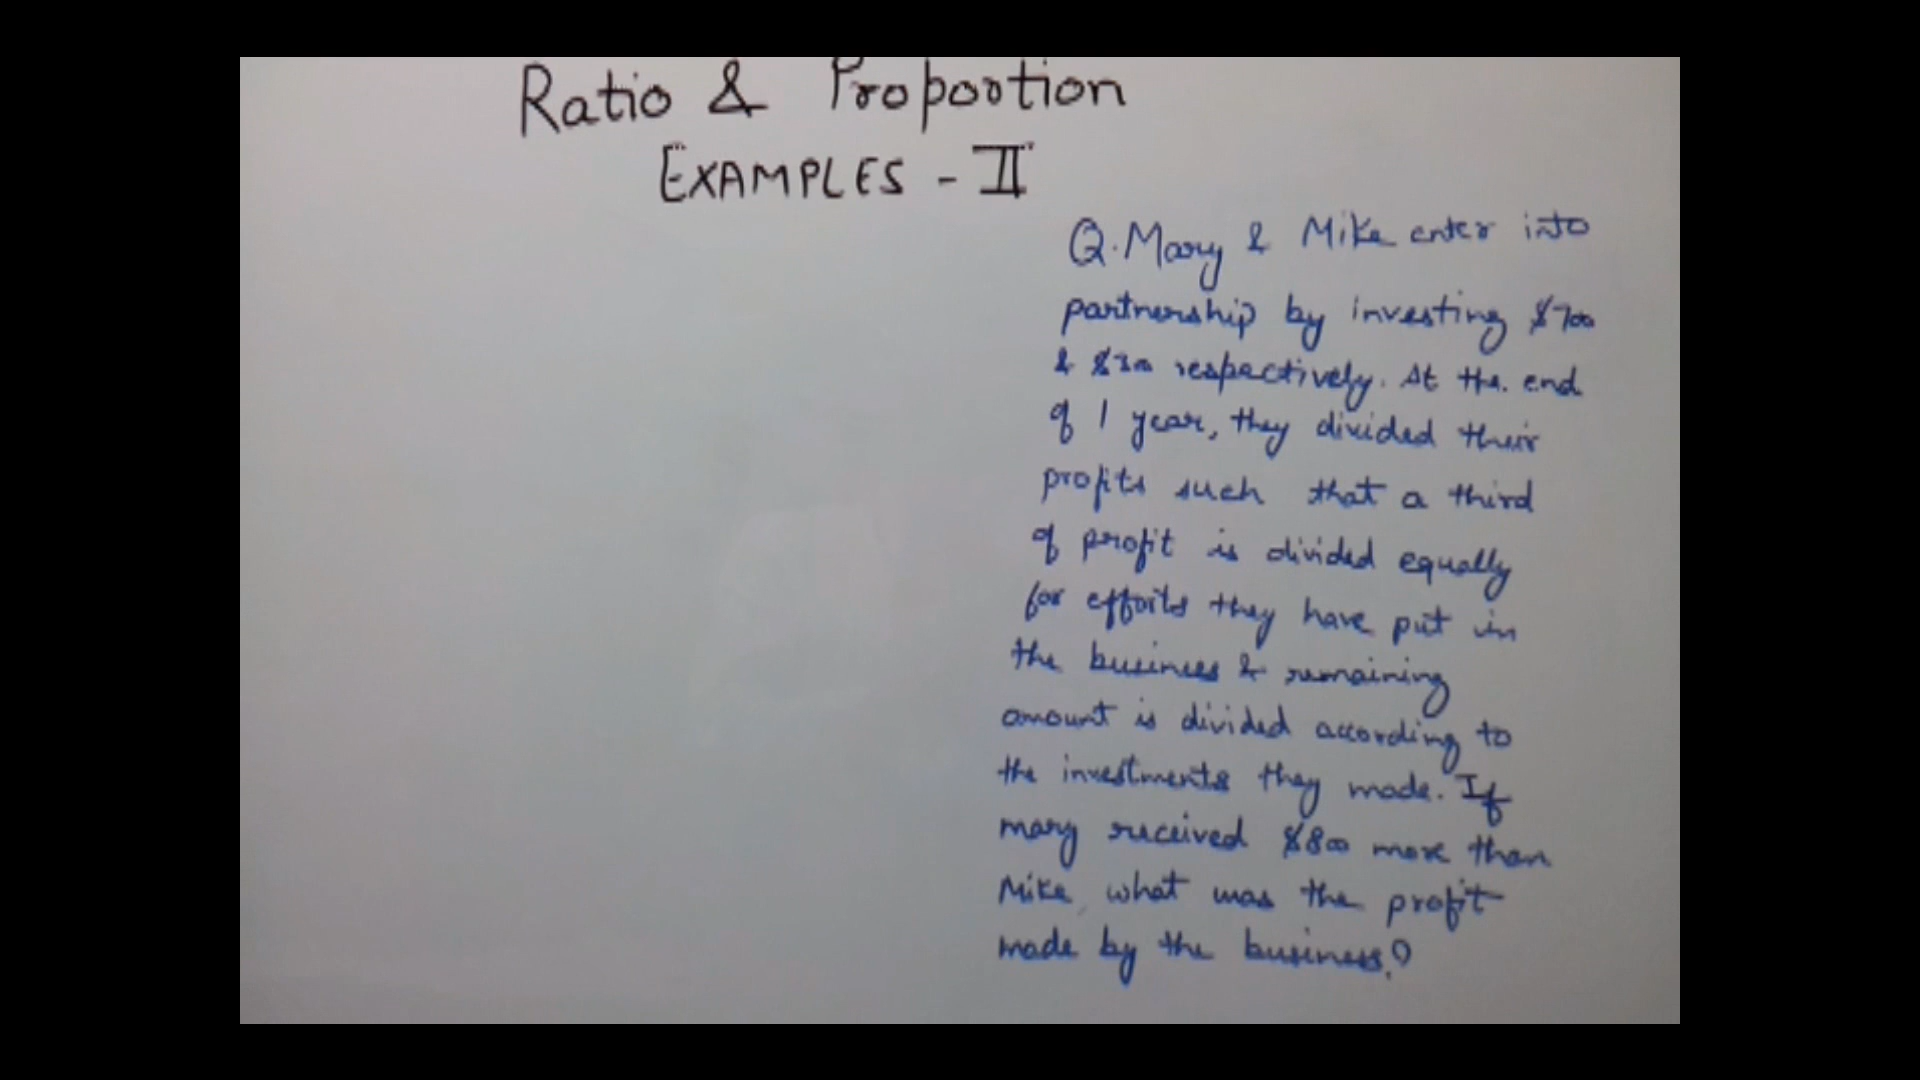 Ratio & Proportion
EXAMPLES - II
Q. Mary & Mike enter into
partnership by investing $700
& $300 respectively. At the. end
of 1 year, they divided their
profits such that a third
of profit is divided equally
for efforts they have put in
the business & remaining
amount is divided according to
the investments they made. If
mary received $800 more than
Mike, what was the profit
made by the business?